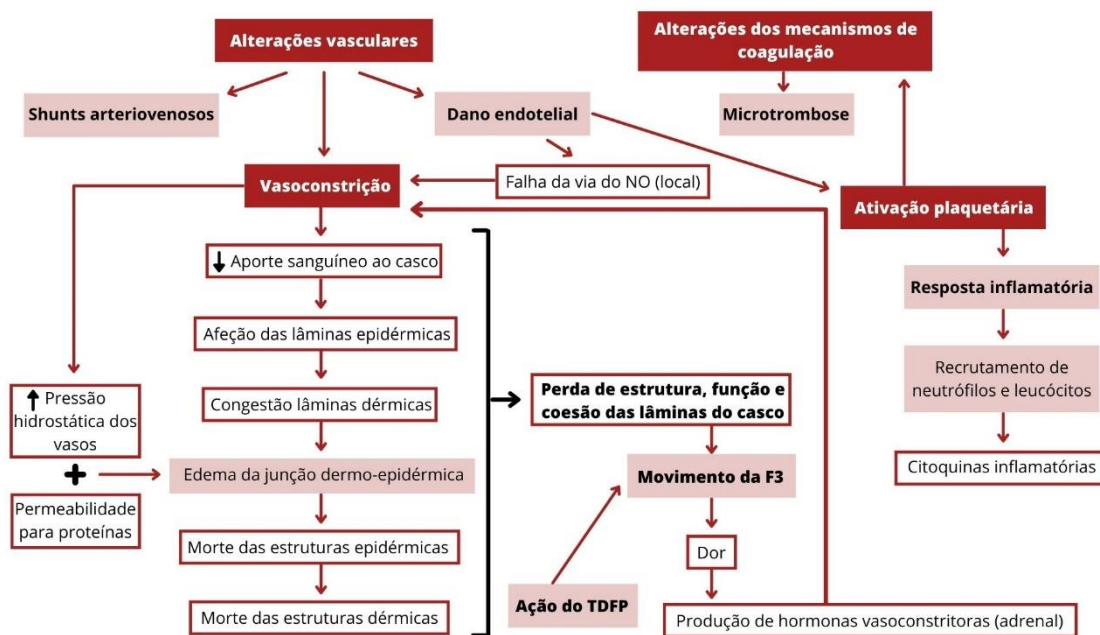 Alterações vasculares
Alterações dos mecanismos de
coagulação
Shunts arteriovenosos
Dano endotelial
Microtrombose
Vasoconstrição
Falha da via do NO (local)
Ativação plaquetária
↓ Aporte sanguíneo ao casco
Resposta inflamatória
Afeção das lâminas epidérmicas
Recrutamento de
neutrófilos e leucócitos
↑ Pressão
hidrostática dos
vasos
Congestão lâminas dérmicas
Perda de estrutura, função e
coesão das lâminas do casco
Citoquinas inflamatórias
+
Edema da junção dermo-epidérmica
Movimento da F3
Permeabilidade
para proteínas
Morte das estruturas epidérmicas
Dor
Ação do TDFP
Morte das estruturas dérmicas
Produção de hormonas vasoconstritoras (adrenal)